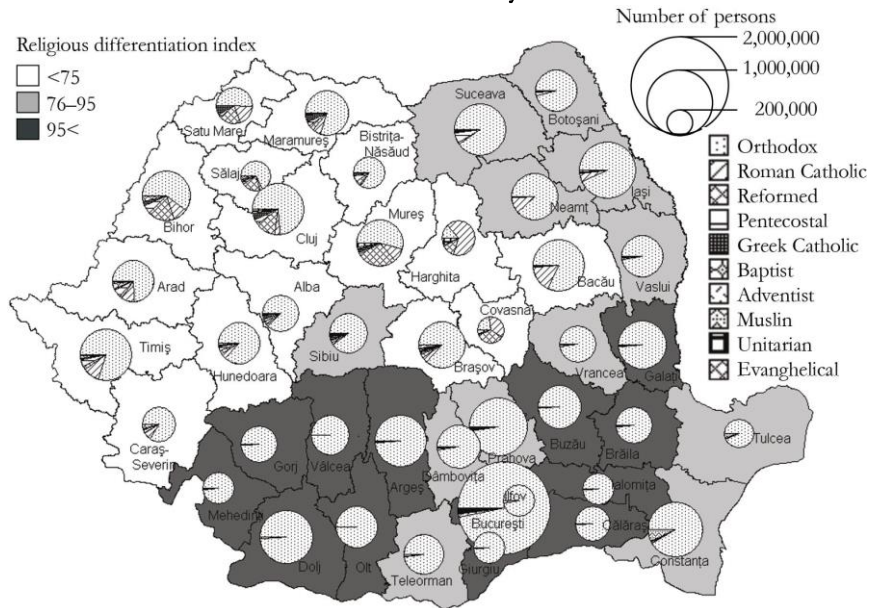 Religious differentiation index
<75
76–95
95<
Number of persons
2,000,000
1,000,000
200,000
Orthodox
Roman Catholic
Reformed
Pentecostal
Greek Catholic
Baptist
Adventist
Muslin
Unitarian
Evanghelical
Satu Mare
Maramureş
Suceava
Botoşani
Bistriţa-
Năsăud
Sălaj
Iaşi
Neamţ
Bihor
Cluj
Mureş
Harghita
Bacău
Vaslui
Arad
Alba
Covasna
Timiş
Hunedoara
Sibiu
Braşov
Vrancea
Galaţi
Caraş-
Severin
Gorj
Vâlcea
Argeş
Dâmboviţa
Prahova
Buzău
Brăila
Tulcea
Mehedinţi
Ilfov
Bucureşti
Ialomiţa
Călăraşi
Constanţa
Dolj
Olt
Teleorman
Giurgiu